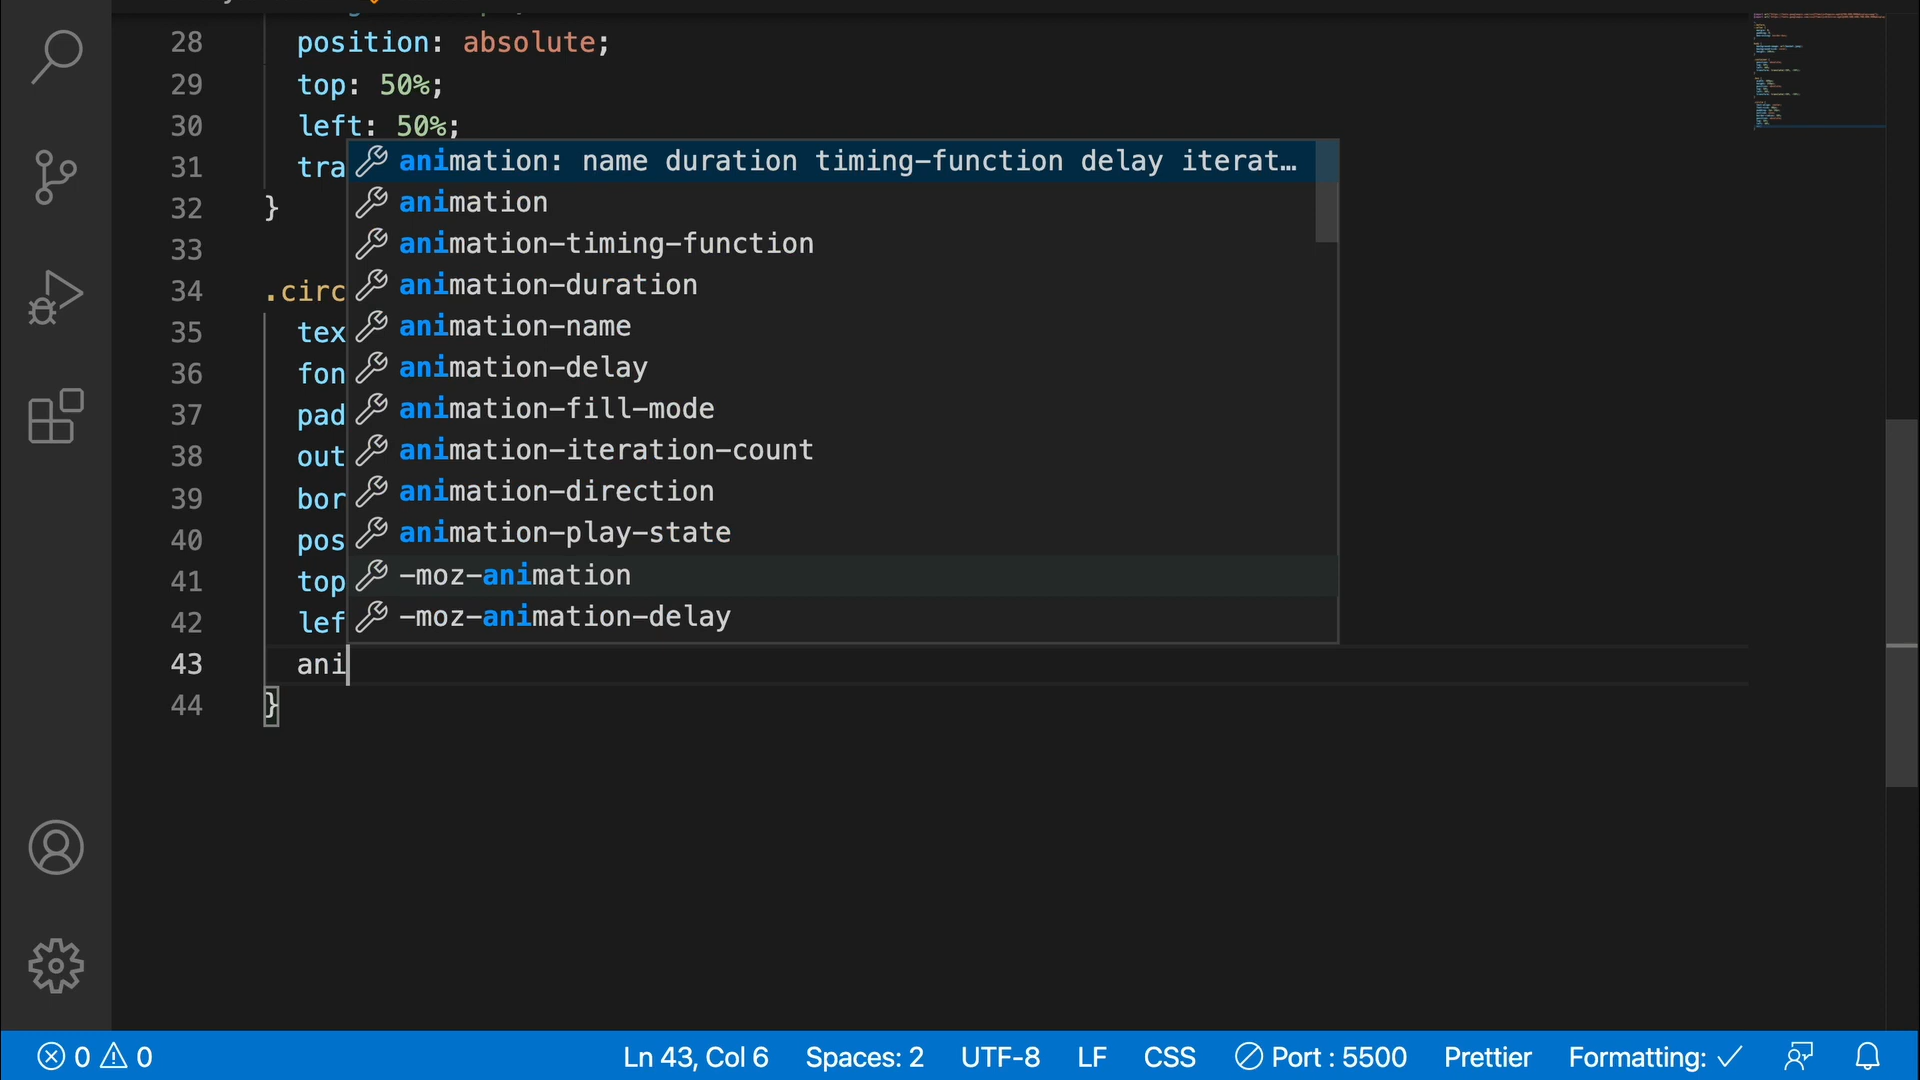 28 position: absolute;
29 top: 50%;
30 left: 50%;
31 tra
animation: name duration timing-function delay iterat…
32 }
animation
33
animation-timing-function
34 .circ
animation-duration
35 tex
animation-name
36 fon
animation-delay
37 pad
animation-fill-mode
38 out
animation-iteration-count
39 bor
animation-direction
40 pos
animation-play-state
41 top
-moz-animation
42 lef
-moz-animation-delay
43 ani
44 }
0 0 Ln 43, Col 6 Spaces: 2 UTF-8 LF CSS Port : 5500 Prettier Formatting: ✓